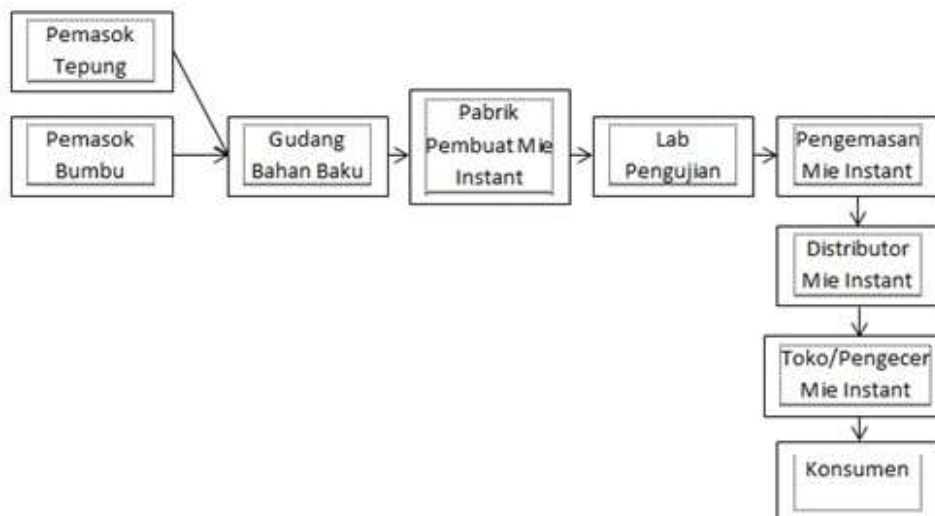 Pemasok
Tepung
Pemasok
Bumbu
Gudang
Bahan Baku
Pabrik
Pembuat Mie
Instant
Lab
Pengujian
Pengemasan
Mie Instant
Distributor
Mie Instant
Toko/Pengecer
Mie Instant
Konsumen